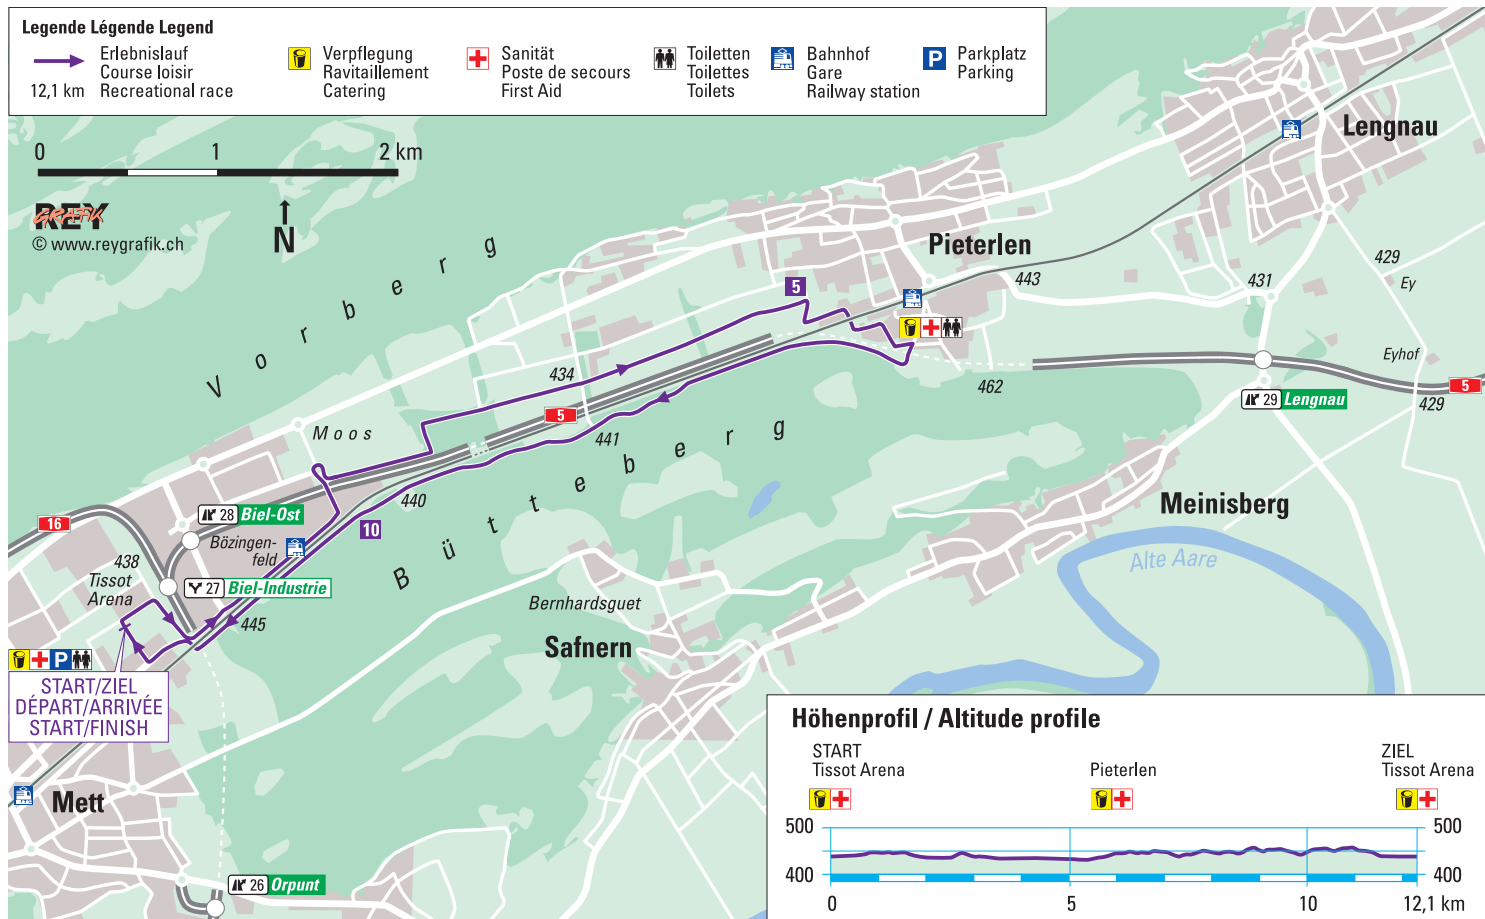 Legende Légende Legend
12,1 km
Erlebnislauf
Course loisir
Recreational race
Verpflegung
Ravitaillement
Catering
Sanität
Poste de secours
First Aid
Toiletten
Toilettes
Toilets
Bahnhof
Gare
Railway station
P
Parkplatz
Parking
0 1 2 km
REY
GRAFIK
© www.reygrafik.ch
N
Vorberg
Lengnau
Pieterlen
443
429
Ey
431
5
Eyhof
434
462
5
429
29 Lengnau
5
Moos
441
Bütteberg
440
Meinisberg
16
28 Biel-Ost
10
Bözingen-
feld
438
Tissot
Arena
27 Biel-Industrie
Alte Aare
445
Bernhardsguet
Safnern
P
START/ZIEL
DÉPART/ARRIVÉE
START/FINISH
Mett
26 Orpunt
Höhenprofil / Altitude profile
START
Tissot Arena
Pieterlen
ZIEL
Tissot Arena
500 500
400 400
0 5 10 12,1 km